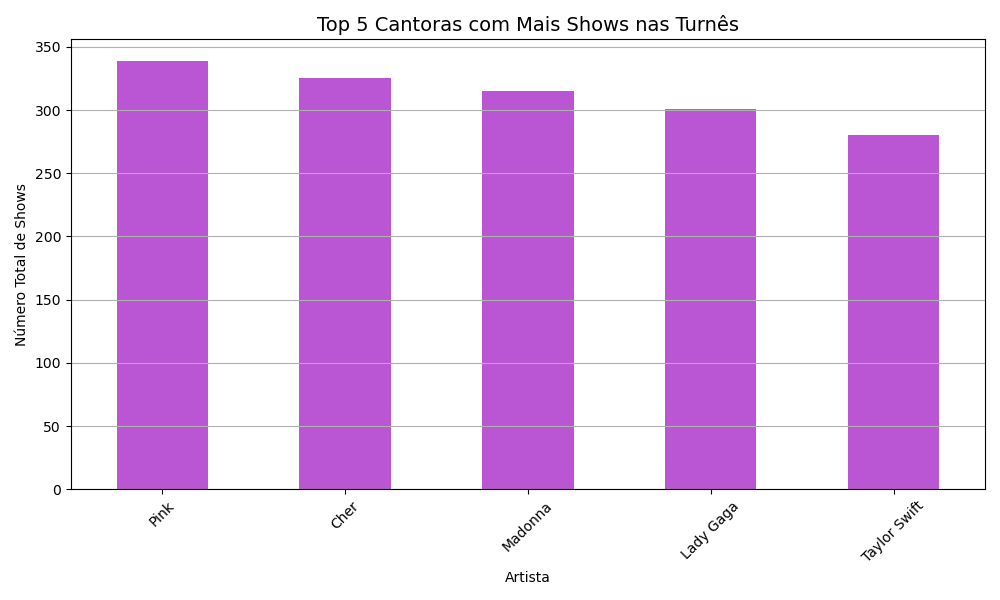 Top 5 Cantoras com Mais Shows nas Turnês
Número Total de Shows
350
300
250
200
150
100
50
0
Pink
Cher
Madonna
Lady Gaga
Taylor Swift
Artista